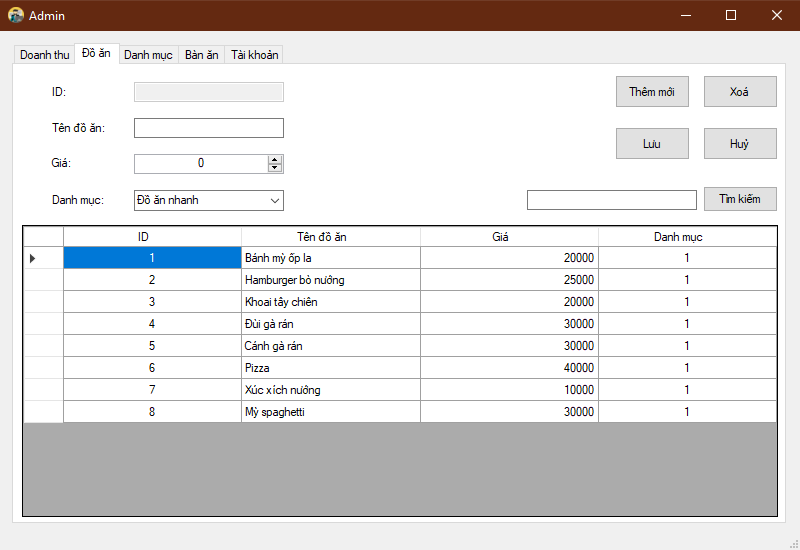 Admin
Doanh thu Đồ ăn Danh mục Bàn ăn Tài khoản
ID: Thêm mới Xoá
Tên đồ ăn:
Lưu Huỷ
Giá: 0
Danh mục: Đồ ăn nhanh Tìm kiếm
ID Tên đồ ăn Giá Danh mục
1 Bánh mỳ ốp la 20000 1
2 Hamburger bò nướng 25000 1
3 Khoai tây chiên 20000 1
4 Đùi gà rán 30000 1
5 Cánh gà rán 30000 1
6 Pizza 40000 1
7 Xúc xích nướng 10000 1
8 Mỳ spaghetti 30000 1